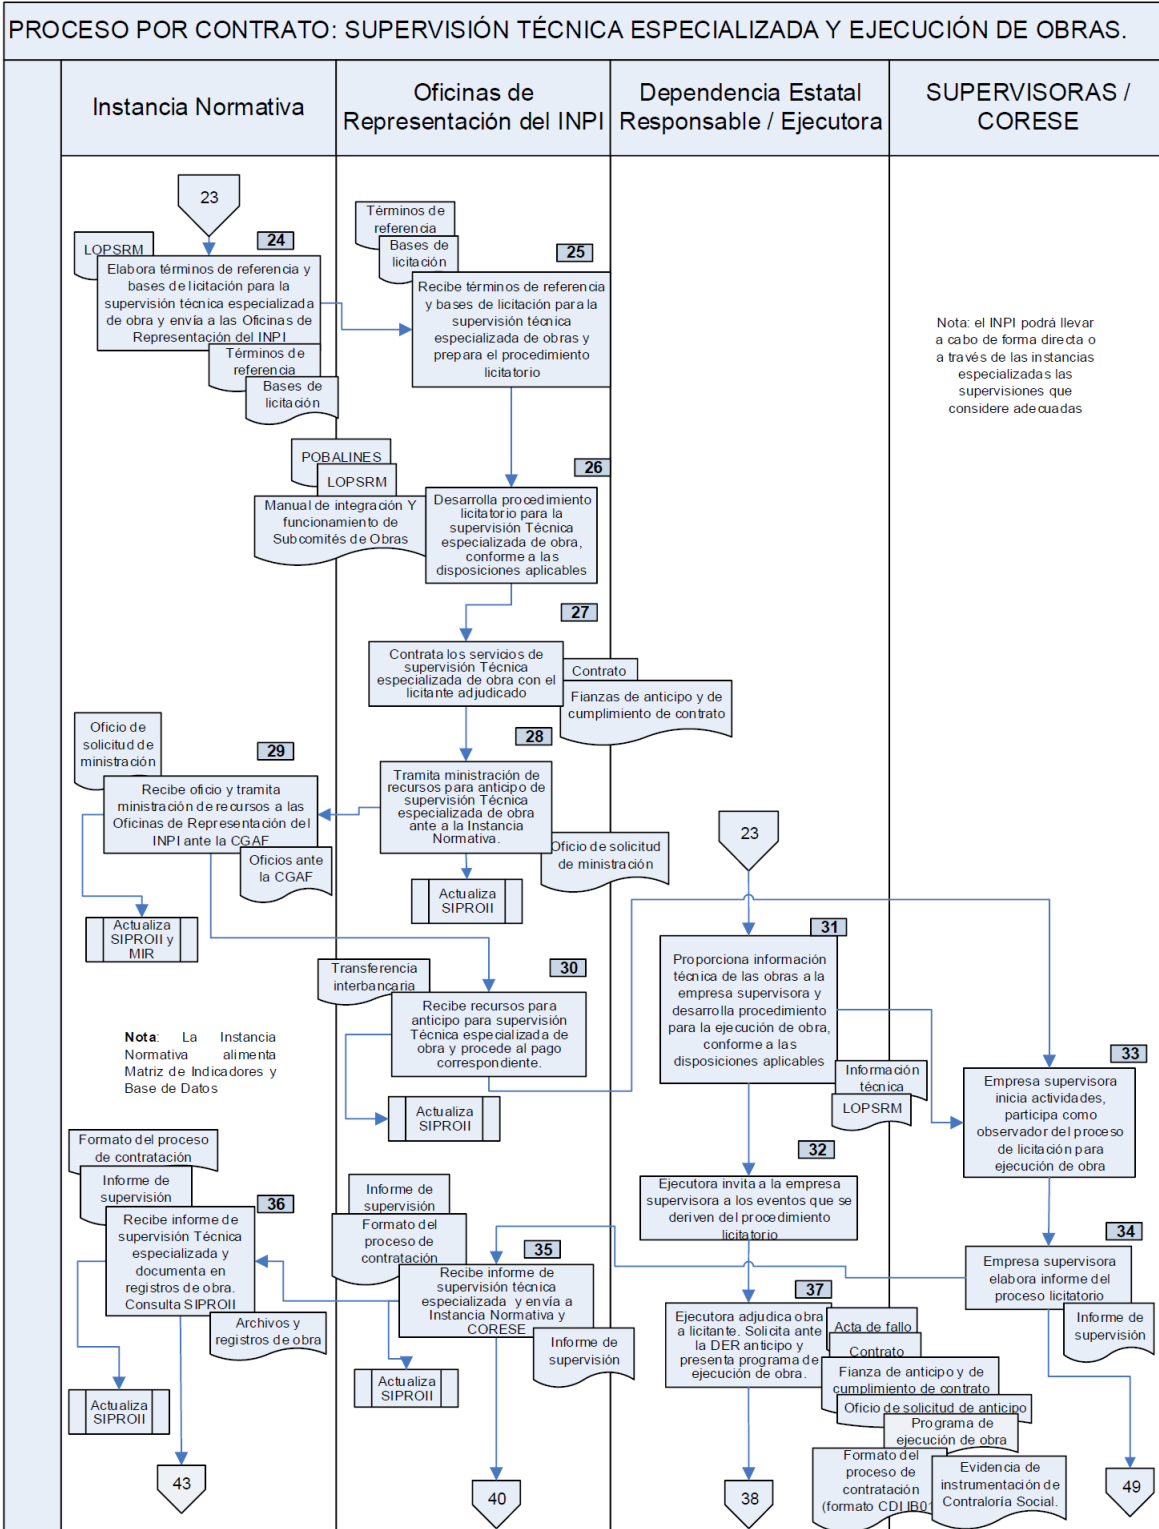 PROCESO POR CONTRATO: SUPERVISIÓN TÉCNICA ESPECIALIZADA Y EJECUCIÓN DE OBRAS.
Instancia Normativa
Oficinas de
Representación del INPI
Dependencia Estatal
Responsable / Ejecutora
SUPERVISORAS /
CORESE
23
LOPSRM
24
Elabora términos de referencia y
bases de licitación para la
supervisión técnica especializada
de obra y envía a las Oficinas de
Representación del INPI
Términos de
referencia
Bases de
licitación
Términos de
referencia
Bases de
licitación
25
Recibe términos de referencia
y bases de licitación para la
supervisión técnica
especializada de obras y
prepara el procedimiento
licitatorio
Nota: el INPI podrá llevar
a cabo de forma directa o
a través de las instancias
especializadas las
supervisiones que
considere adecuadas
POBALINES
LOPSRM
Manual de integración Y
funcionamiento de
Subcomités de Obras
26
Desarrolla procedimiento
licitatorio para la
supervisión Técnica
especializada de obra,
conforme a las
disposiciones aplicables
27
Contrata los servicios de
supervisión Técnica
especializada de obra con el
licitante adjudicado
Contrato
Fianzas de anticipo y de
cumplimiento de contrato
28
Tramita ministración de
recursos para anticipo de
supervisión Técnica
especializada de obra
ante a la Instancia
Normativa.
Oficio de solicitud
de ministración
Actualiza
SIPROII
Oficio de
solicitud de
ministración
29
Recibe oficio y tramita
ministración de recursos a las
Oficinas de Representación del
INPI ante la CGAF
Oficios ante
la CGAF
Actualiza
SIPROII y
MIR
23
Transferencia
interbancaria
30
Recibe recursos para
anticipo para supervisión
Técnica especializada de
obra y procede al pago
correspondiente.
Actualiza
SIPROII
Nota: La Instancia
Normativa alimenta
Matriz de Indicadores y
Base de Datos
31
Proporciona información
técnica de las obras a la
empresa supervisora y
desarrolla procedimiento
para la ejecución de obra,
conforme a las
disposiciones aplicables
Información
técnica
LOPSRM
33
Empresa supervisora
inicia actividades,
participa como
observador del proceso
de licitación para
ejecución de obra
32
Ejecutora invita a la empresa
supervisora a los eventos que se
deriven del procedimiento
licitatorio
34
Empresa supervisora
elabora informe del
proceso licitatorio
Informe de
supervisión
Informe de
supervisión
Formato del
proceso de
contratación
35
Recibe informe de
supervisión técnica
especializada y envía a
Instancia Normativa y
CORESE
Informe de
supervisión
Actualiza
SIPROII
Formato del proceso
de contratación
Informe de
supervisión
36
Recibe informe de
supervisión Técnica
especializada y
documenta en
registros de obra.
Consulta SIPROII
Archivos y
registros de obra
Actualiza
SIPROII
37
Ejecutora adjudica obra
a licitante. Solicita ante
la DER anticipo y
presenta programa de
ejecución de obra.
Acta de fallo
Contrato
Fianza de anticipo y de
cumplimiento de contrato
Oficio de solicitud de anticipo
Programa de
ejecución de obra
Formato del
proceso de
contratación
(formato CDI IB01
Evidencia de
instrumentación de
Contraloría Social.
43
40
38
49